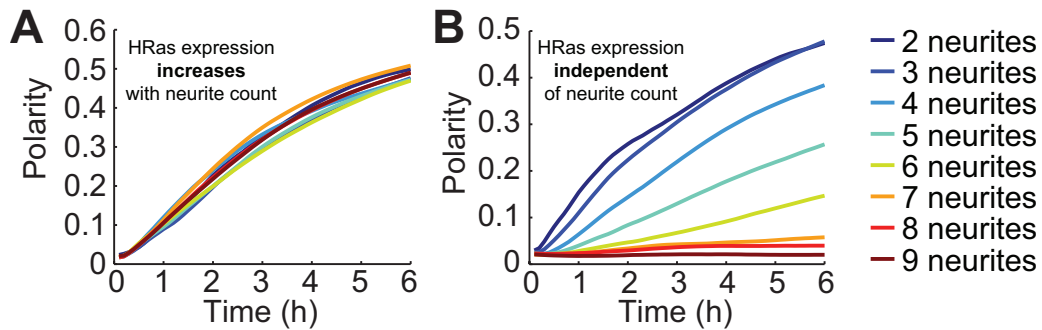 A
HRas expression
increases
with neurite count
0.6
0.5
0.4
0.3
0.2
0.1
0
Polarity
0 1 2 3 4 5 6
Time (h)
B
HRas expression
independent
of neurite count
0.5
0.4
0.3
0.2
0.1
0
Polarity
0 1 2 3 4 5 6
Time (h)
2 neurites
3 neurites
4 neurites
5 neurites
6 neurites
7 neurites
8 neurites
9 neurites